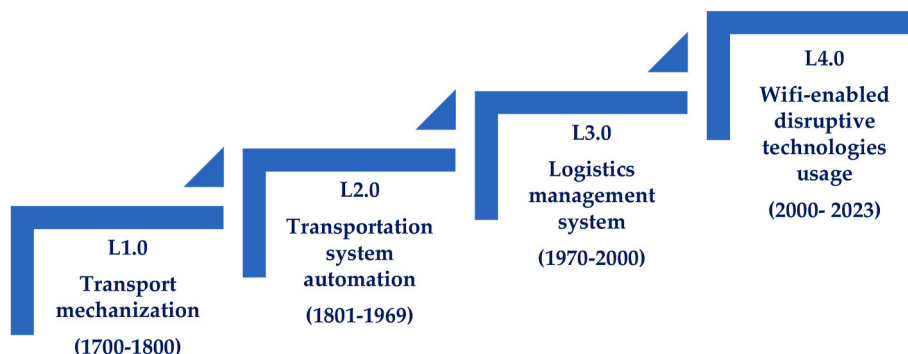 L1.0
Transport
mechanization
(1700-1800)
L2.0
Transportation
system
automation
(1801-1969)
L3.0
Logistics
management
system
(1970-2000)
L4.0
Wifi-enabled
disruptive
technologies
usage
(2000- 2023)